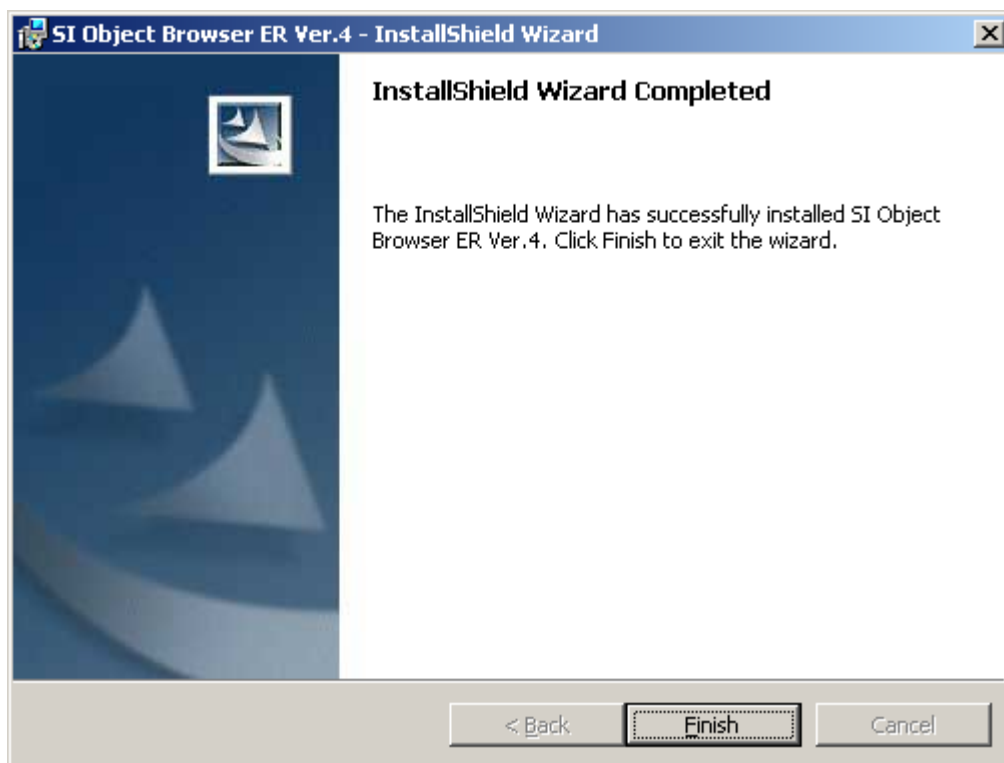 SI Object Browser ER Ver.4 - InstallShield Wizard
InstallShield Wizard Completed
The InstallShield Wizard has successfully installed SI Object
Browser ER Ver.4. Click Finish to exit the wizard.
< Back Finish Cancel